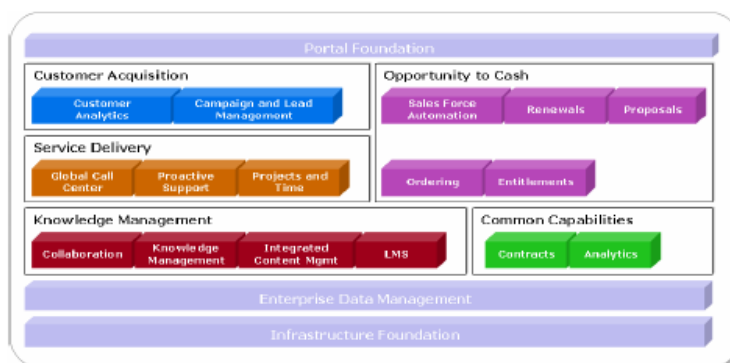 Portal Foundation
Customer Acquisition
Customer
Analytics
Campaign and Lead
Management
Opportunity to Cash
Sales Force
Automation
Renewals
Proposals
Ordering
Entitlements
Service Delivery
Global Call
Center
Proactive
Support
Projects and
Time
Knowledge Management
Collaboration
Knowledge
Management
Integrated
Content Mgmt
LMS
Common Capabilities
Contracts
Analytics
Enterprise Data Management
Infrastructure Foundation